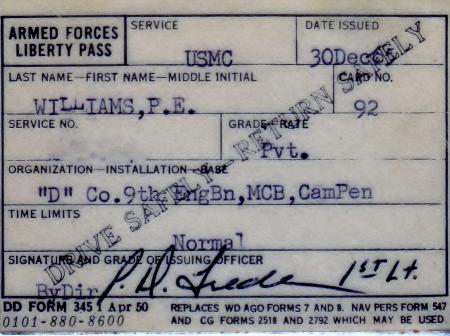 ARMED FORCES
LIBERTY PASS
SERVICE
USMC
DATE ISSUED
LAST NAME—FIRST NAME—MIDDLE INITIAL
WILLIAMS,P.E.
CARD NO.
92
SERVICE NO.
GRADE—RATE
Pvt.
ORGANIZATION—INSTALLATION—BASE
"D" Co.9th EngBn,MCB,CamPen
TIME LIMITS
Normal
SIGNATURE AND GRADE OF ISSUING OFFICER
ByDir
1st Lt.
DRIVE SAFELY—RETURN SAFELY
DD FORM 345 1 Apr 50
0101-880-8600
REPLACES WD AGO FORMS 7 AND 8. NAV PERS FORM 547
AND CG FORMS 2518 AND 2792 WHICH MAY BE USED.